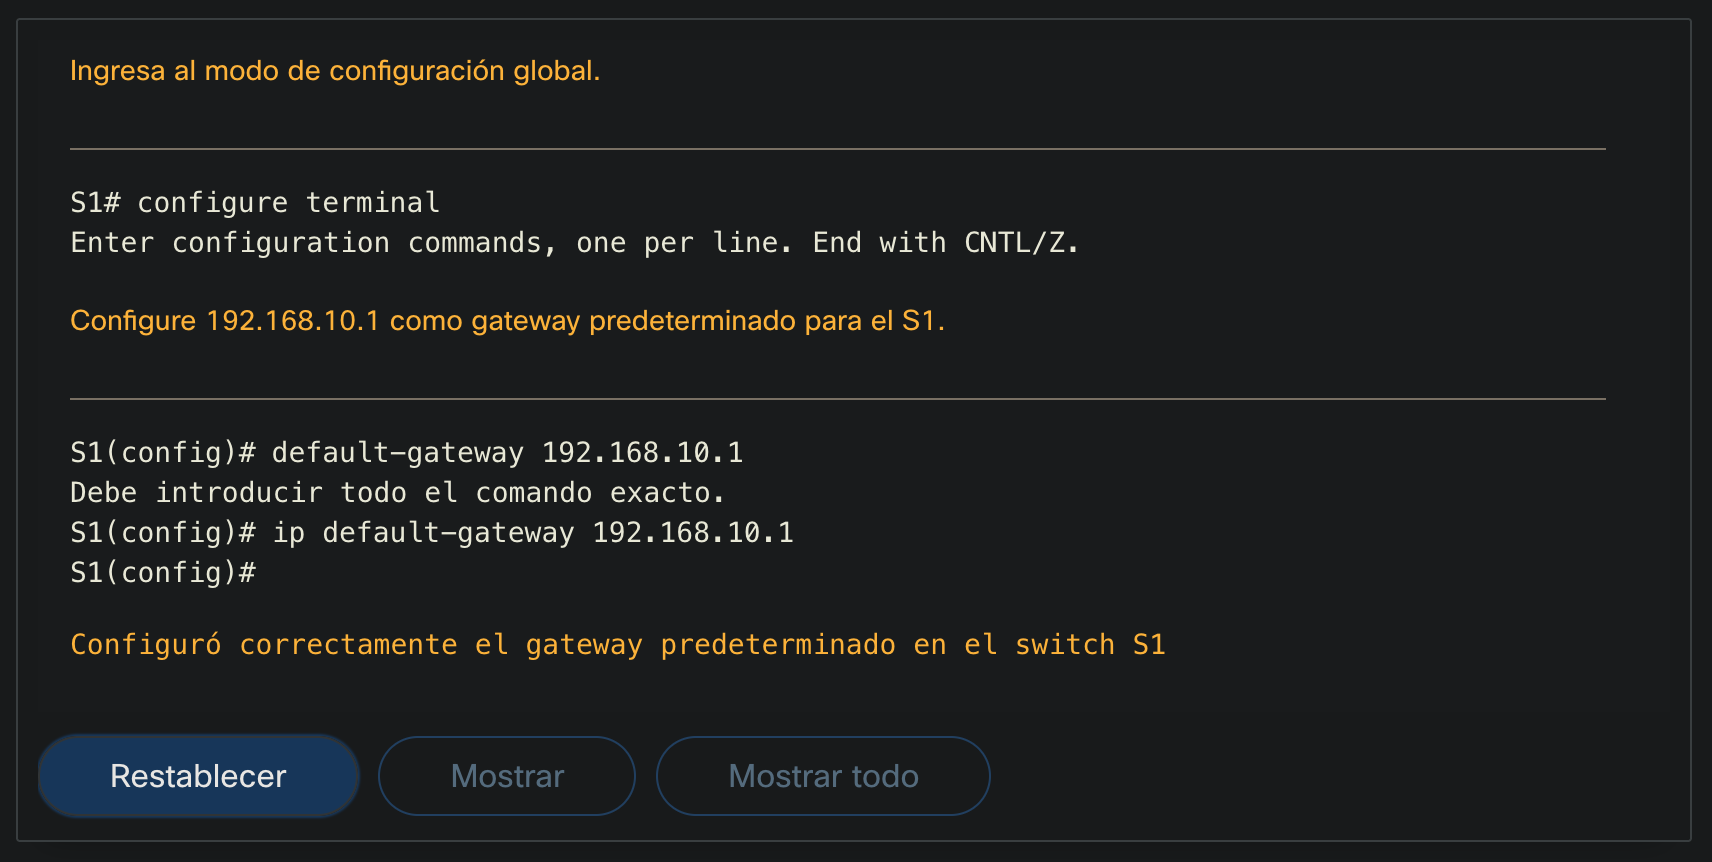 Ingresa al modo de configuración global.
S1# configure terminal
Enter configuration commands, one per line. End with CNTL/Z.
Configure 192.168.10.1 como gateway predeterminado para el S1.
S1(config)# default-gateway 192.168.10.1
Debe introducir todo el comando exacto.
S1(config)# ip default-gateway 192.168.10.1
S1(config)#
Configuró correctamente el gateway predeterminado en el switch S1
Restablecer Mostrar Mostrar todo